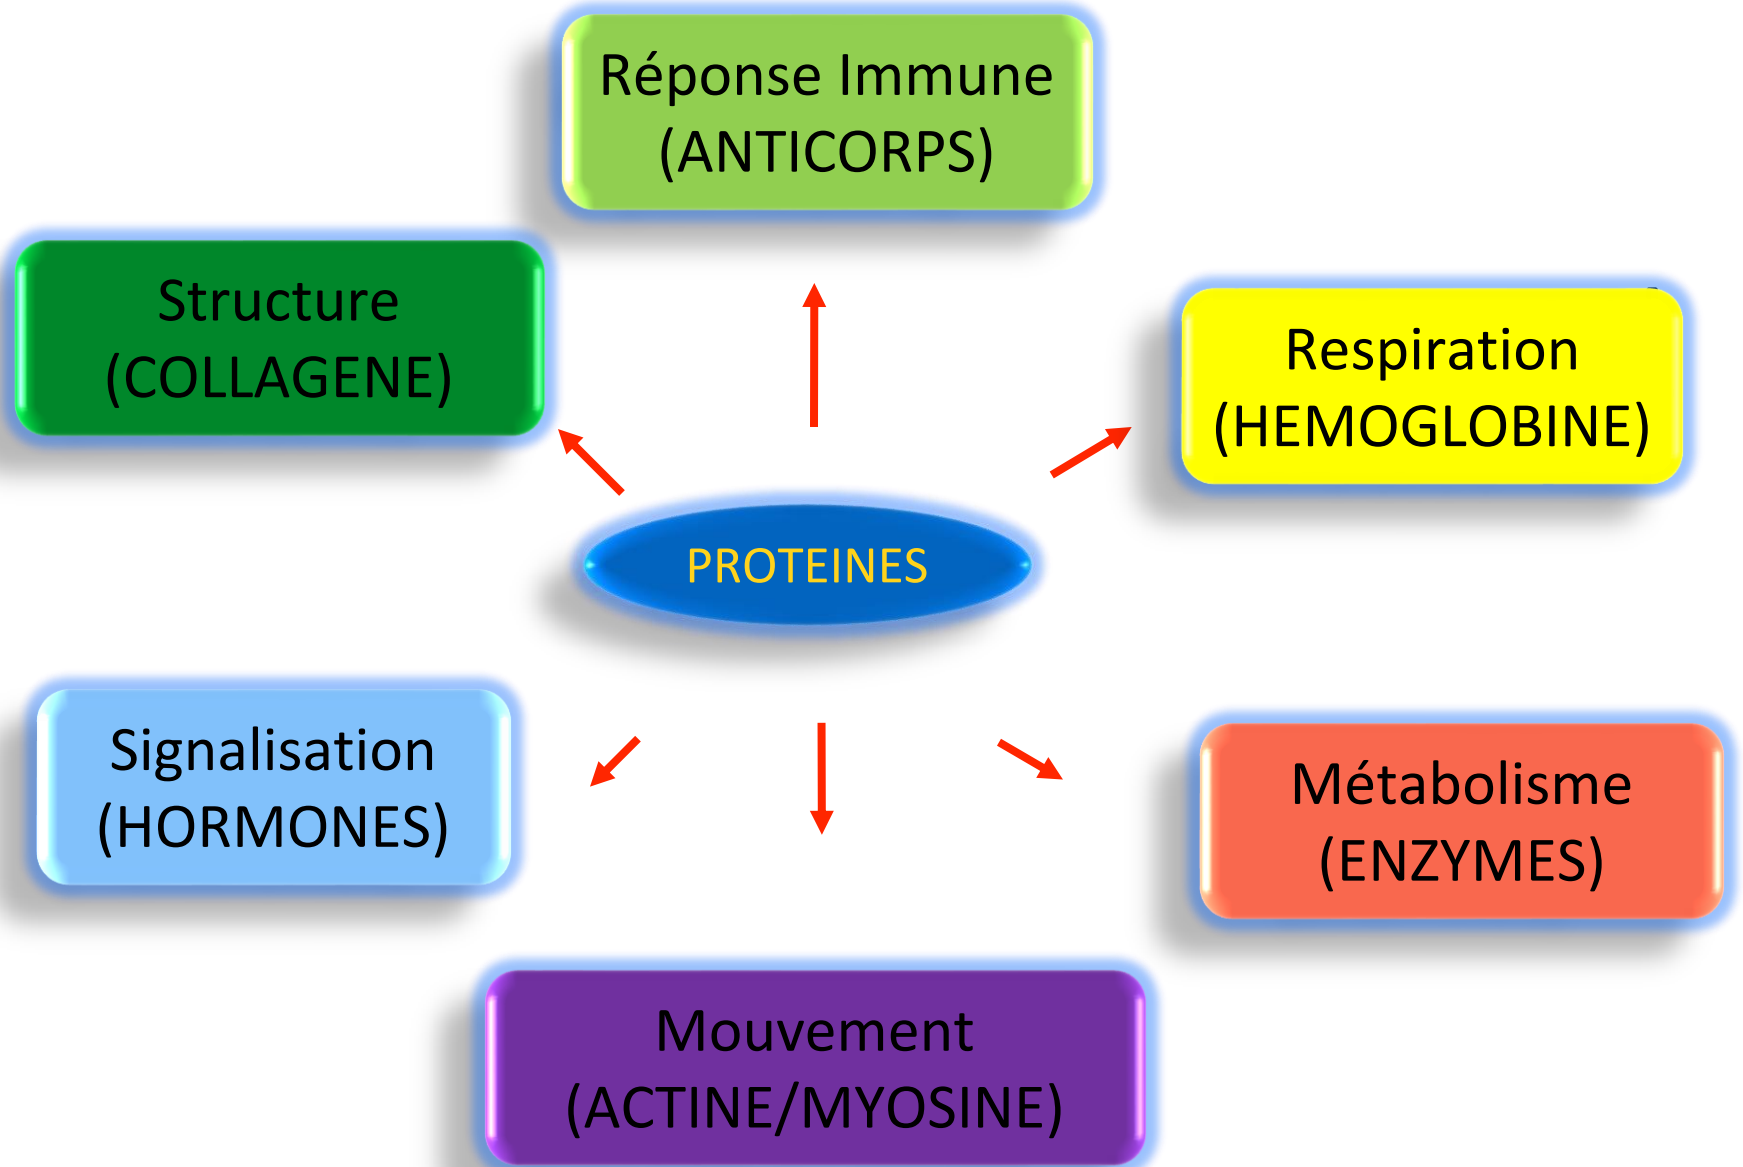 Réponse Immune
(ANTICORPS)
Structure
(COLLAGENE)
Respiration
(HEMOGLOBINE)
PROTEINES
Signalisation
(HORMONES)
Métabolisme
(ENZYMES)
Mouvement
(ACTINE/MYOSINE)